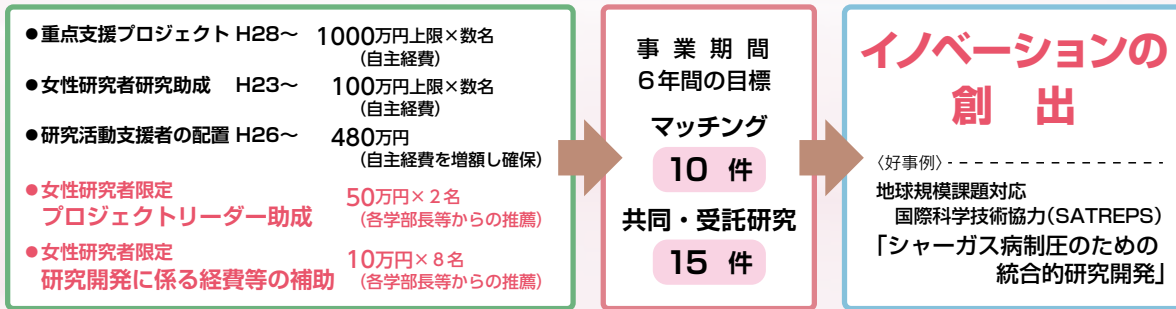 ●重点支援プロジェクト H28～ 1000万円上限×数名
(自主経費)
●女性研究者研究助成 H23～ 100万円上限×数名
(自主経費)
●研究活動支援者の配置 H26～ 480万円
(自主経費を増額し確保)
●女性研究者限定
プロジェクトリーダー助成 50万円×2名
(各学部長等からの推薦)
●女性研究者限定
研究開発に係る経費等の補助 10万円×8名
(各学部長等からの推薦)
事業期間
6年間の目標
マッチング
10 件
共同・受託研究
15 件
イノベーションの
創 出
〈好事例〉
地球規模課題対応
国際科学技術協力(SATREPS)
「シャーガス病制圧のための
統合的研究開発」